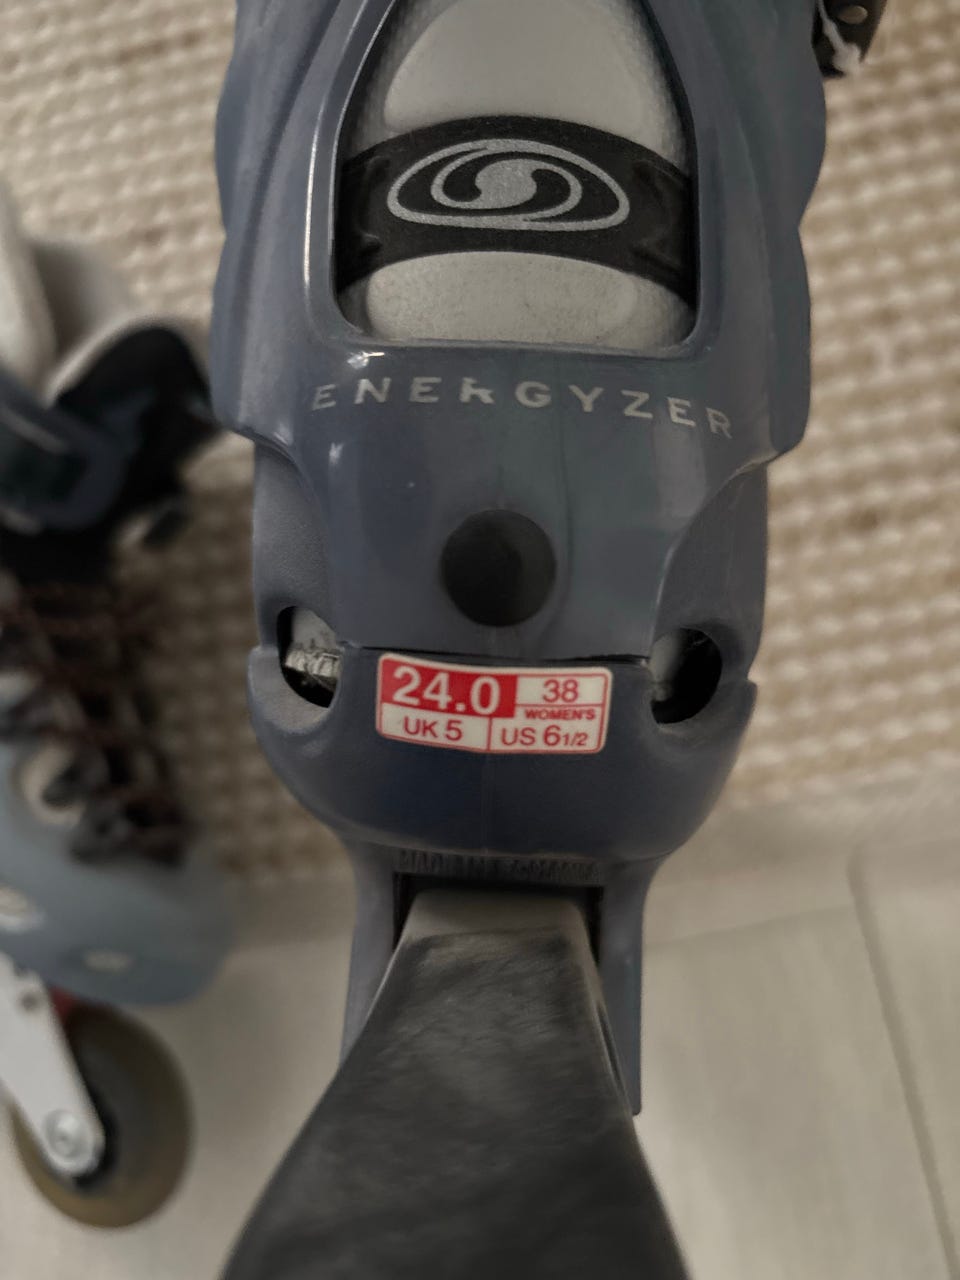 ENERGYZER
24.0
38
WOMEN'S
UK 5
US 6 1/2